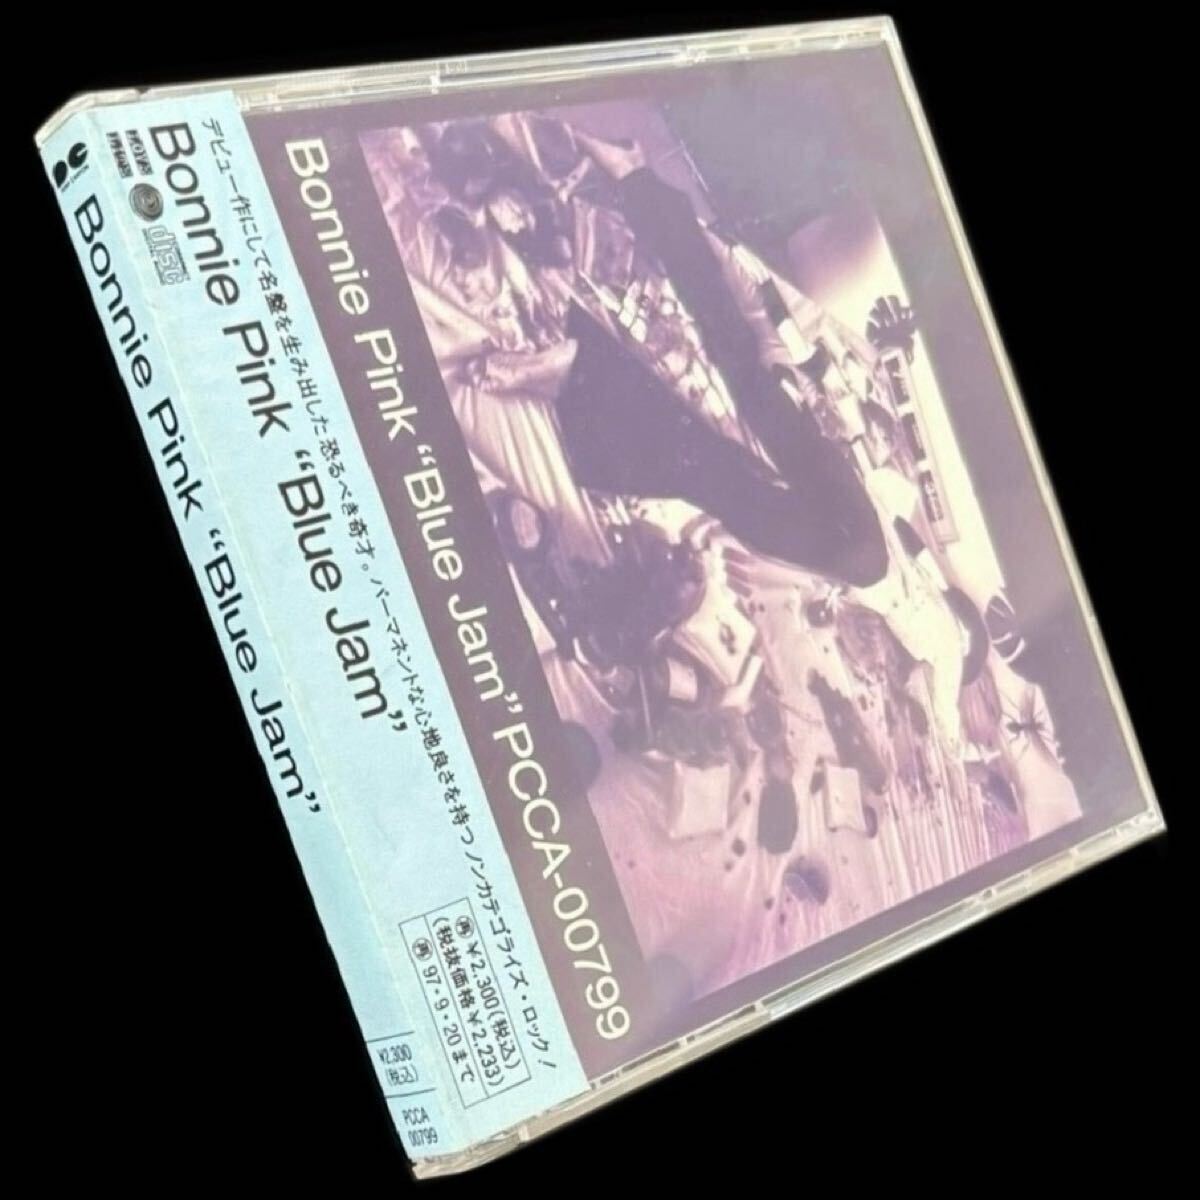 Bonnie Pink “Blue Jam”
¥2,300
(税込)
PCCA
00799
disc
デビュー作にして名盤を生み出した恐るべき奇才。パーマネントな心地良さを持つノンカテゴライズ・ロック!
Bonnie Pink “Blue Jam”
再 ¥2,300(税込)
(税抜価格¥2,233)
再 97・9・20まで
Bonnie Pink “Blue Jam” PCCA-00799